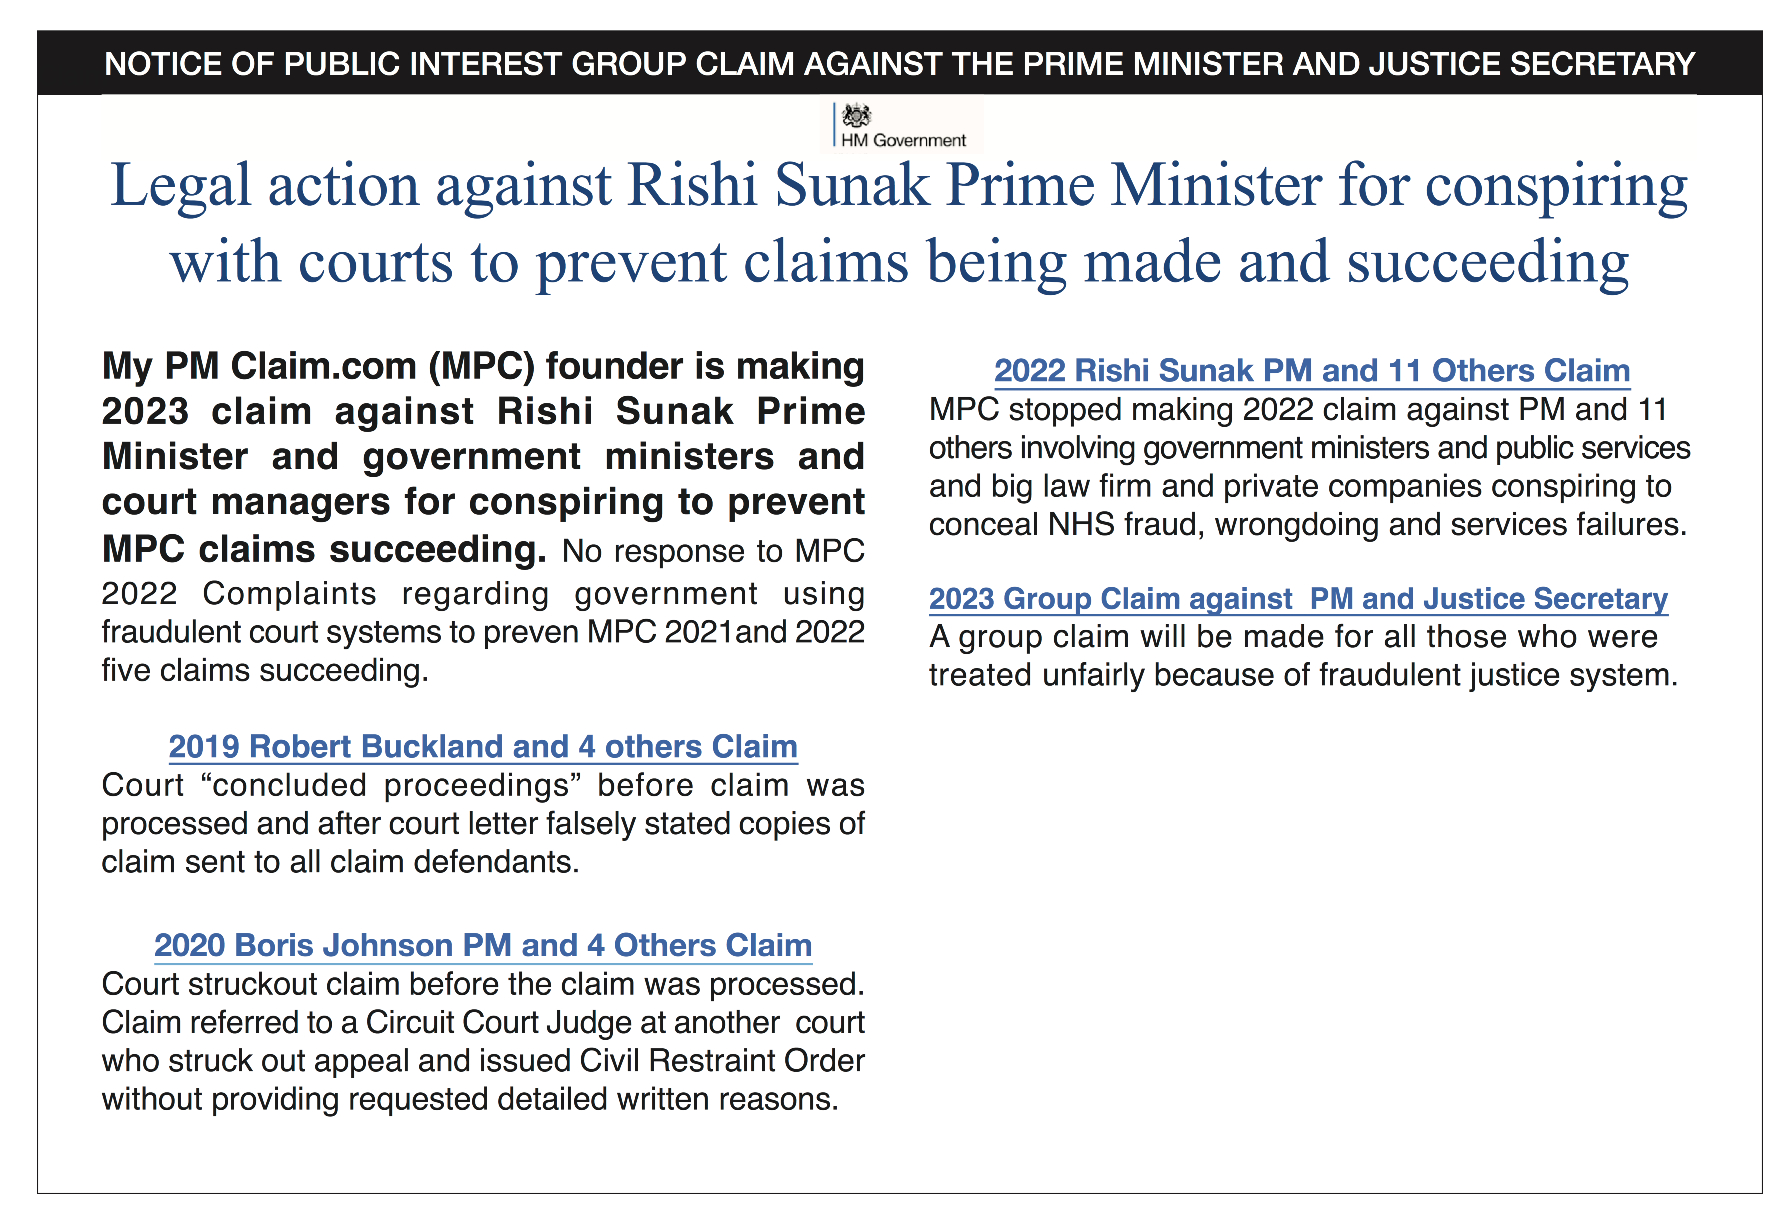 NOTICE OF PUBLIC INTEREST GROUP CLAIM AGAINST THE PRIME MINISTER AND JUSTICE SECRETARY
HM Government
Legal action against Rishi Sunak Prime Minister for conspiring
with courts to prevent claims being made and succeeding
My PM Claim.com (MPC) founder is making
2023 claim against Rishi Sunak Prime
Minister and government ministers and
court managers for conspiring to prevent
MPC claims succeeding. No response to MPC
2022 Complaints regarding government using
fraudulent court systems to preven MPC 2021and 2022
five claims succeeding.
2019 Robert Buckland and 4 others Claim
Court “concluded proceedings” before claim was
processed and after court letter falsely stated copies of
claim sent to all claim defendants.
2020 Boris Johnson PM and 4 Others Claim
Court struckout claim before the claim was processed.
Claim referred to a Circuit Court Judge at another court
who struck out appeal and issued Civil Restraint Order
without providing requested detailed written reasons.
2022 Rishi Sunak PM and 11 Others Claim
MPC stopped making 2022 claim against PM and 11
others involving government ministers and public services
and big law firm and private companies conspiring to
conceal NHS fraud, wrongdoing and services failures.
2023 Group Claim against PM and Justice Secretary
A group claim will be made for all those who were
treated unfairly because of fraudulent justice system.